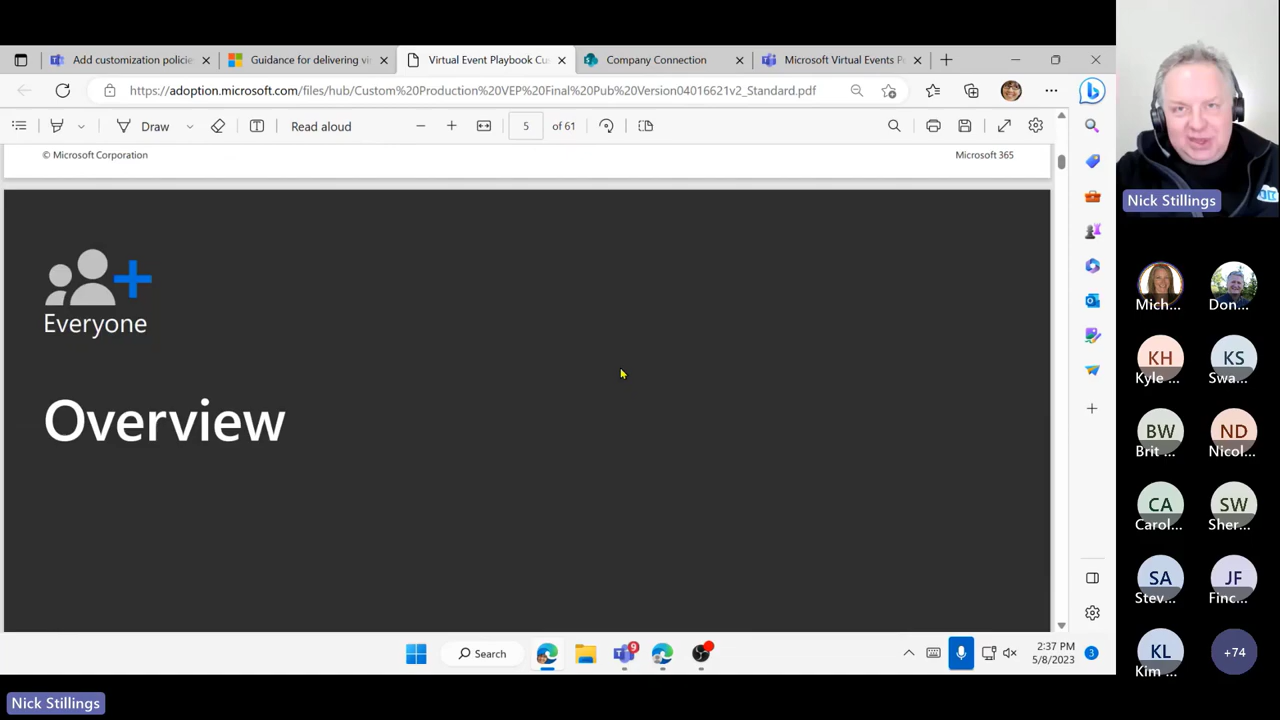 Add customization policie
Guidance for delivering vi
Virtual Event Playbook Cu
Company Connection
Microsoft Virtual Events P
https://adoption.microsoft.com/files/hub/Custom%20Production%20VEP%20Final%20Pub%20Version04016621v2_Standard.pdf
Draw
Read aloud
5
of 61
© Microsoft Corporation
Microsoft 365
Everyone
Overview
Nick Stillings
Mich...
Don...
KH
KS
Kyle ...
Swa...
BW
ND
Brit ...
Nicol...
CA
SW
Carol...
Sher...
SA
JF
Stev...
Finc...
KL
+74
Kim ...
Search
9
2:37 PM
5/8/2023
3
Nick Stillings